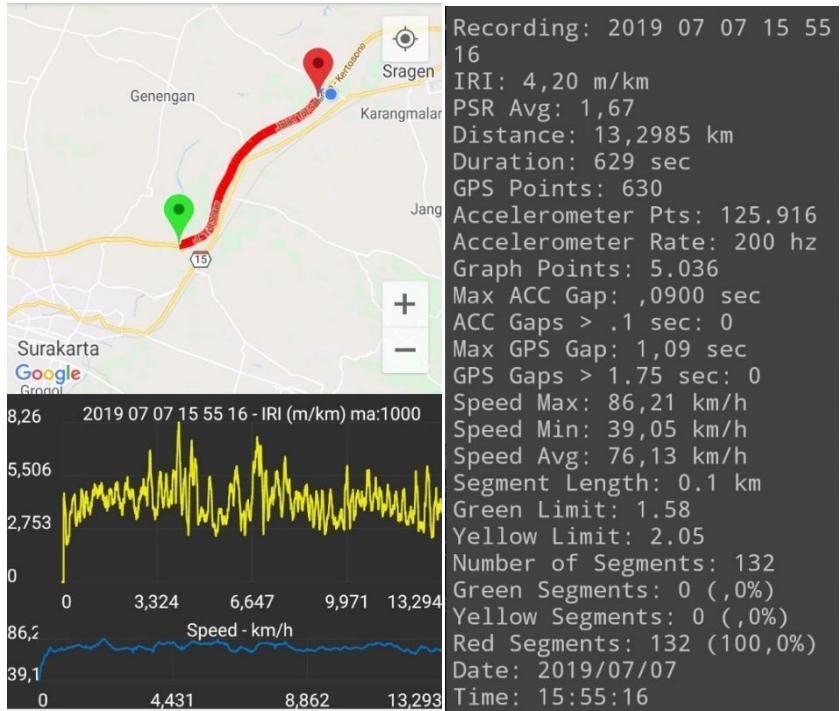 Sragen
Genengan
- Kertosono
Karangmalan
Jang
15
Surakarta
Google
Grogol
2019 07 07 15 55 16 - IRI (m/km) ma:1000
8,26
5,506
2,753
0
0 3,324 6,647 9,971 13,294
Speed - km/h
86,2
39,1
0 4,431 8,862 13,293
Recording: 2019 07 07 15 55
16
IRI: 4,20 m/km
PSR Avg: 1,67
Distance: 13,2985 km
Duration: 629 sec
GPS Points: 630
Accelerometer Pts: 125.916
Accelerometer Rate: 200 hz
Graph Points: 5.036
Max ACC Gap: ,0900 sec
ACC Gaps > .1 sec: 0
Max GPS Gap: 1,09 sec
GPS Gaps > 1.75 sec: 0
Speed Max: 86,21 km/h
Speed Min: 39,05 km/h
Speed Avg: 76,13 km/h
Segment Length: 0.1 km
Green Limit: 1.58
Yellow Limit: 2.05
Number of Segments: 132
Green Segments: 0 (,0%)
Yellow Segments: 0 (,0%)
Red Segments: 132 (100,0%)
Date: 2019/07/07
Time: 15:55:16